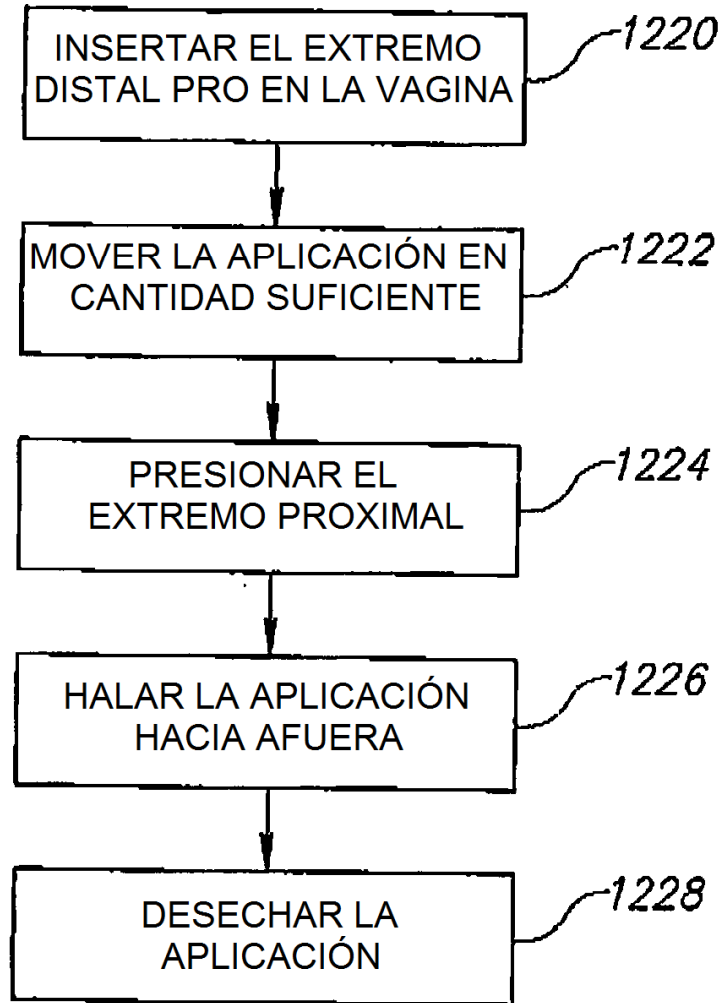 INSERTAR EL EXTREMO
DISTAL PRO EN LA VAGINA
1220
MOVER LA APLICACIÓN EN
CANTIDAD SUFICIENTE
1222
PRESIONAR EL
EXTREMO PROXIMAL
1224
HALAR LA APLICACIÓN
HACIA AFUERA
1226
DESECHAR LA
APLICACIÓN
1228